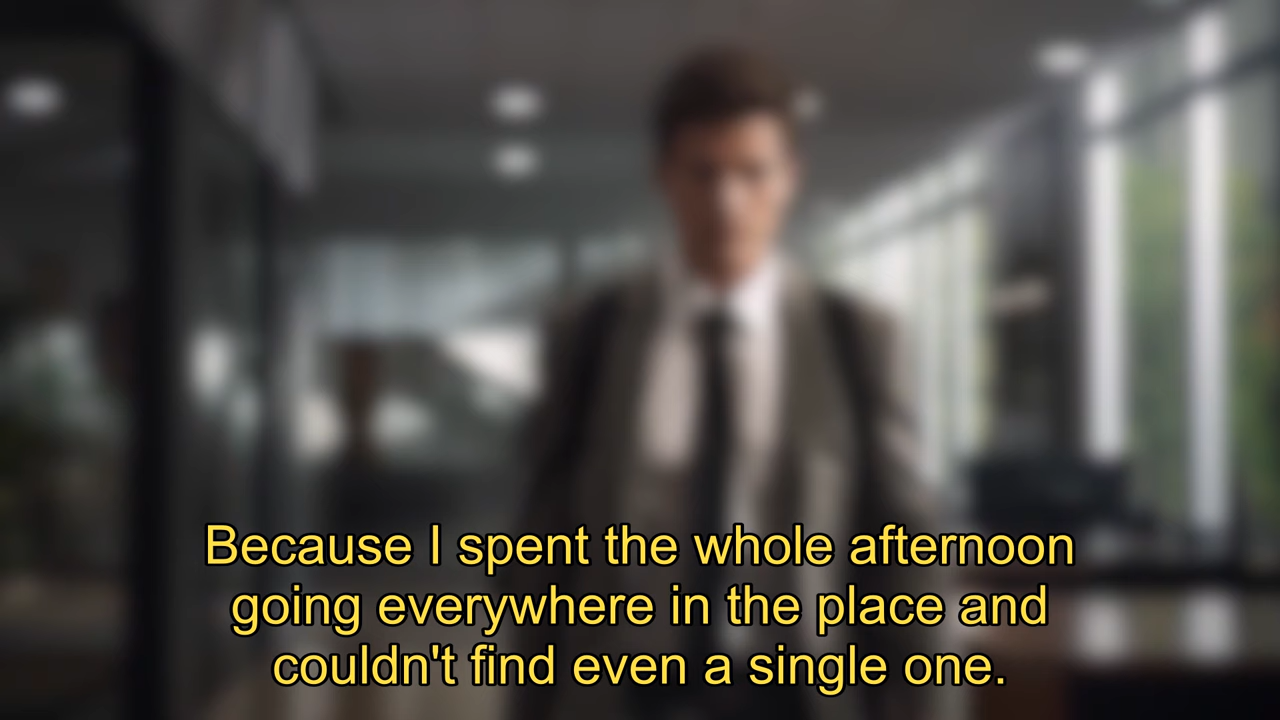 Because I spent the whole afternoon
going everywhere in the place and
couldn't find even a single one.